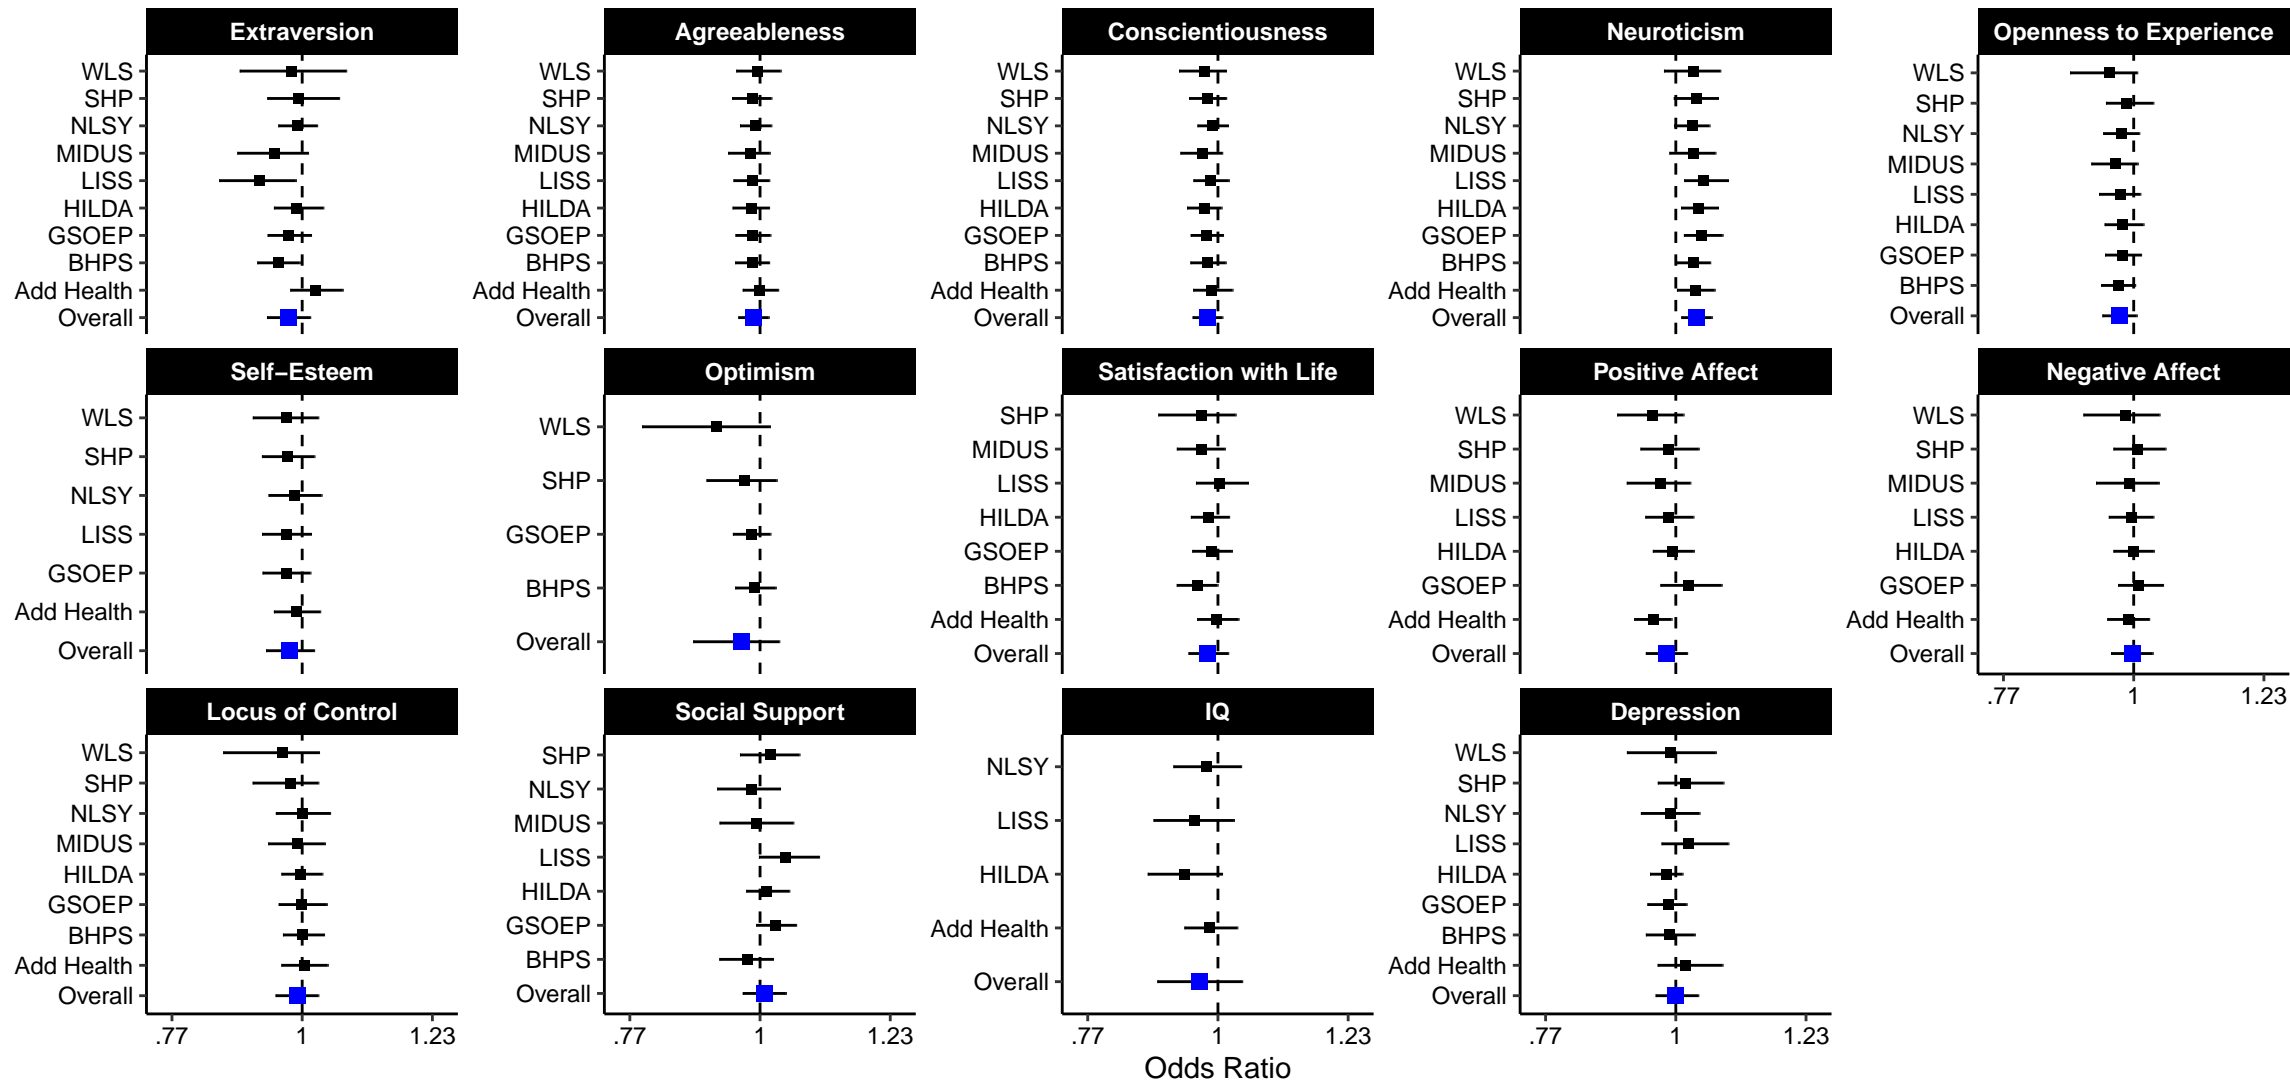 Extraversion
WLS
SHP
NLSY
MIDUS
LISS
HILDA
GSOEP
BHPS
Add Health
Overall
Agreeableness
WLS
SHP
NLSY
MIDUS
LISS
HILDA
GSOEP
BHPS
Add Health
Overall
Conscientiousness
WLS
SHP
NLSY
MIDUS
LISS
HILDA
GSOEP
BHPS
Add Health
Overall
Neuroticism
WLS
SHP
NLSY
MIDUS
LISS
HILDA
GSOEP
BHPS
Add Health
Overall
Openness to Experience
WLS
SHP
NLSY
MIDUS
LISS
HILDA
GSOEP
BHPS
Overall
Self−Esteem
WLS
SHP
NLSY
LISS
GSOEP
Add Health
Overall
Optimism
WLS
SHP
GSOEP
BHPS
Overall
Satisfaction with Life
SHP
MIDUS
LISS
HILDA
GSOEP
BHPS
Add Health
Overall
Positive Affect
WLS
SHP
MIDUS
LISS
HILDA
GSOEP
Add Health
Overall
Negative Affect
WLS
SHP
MIDUS
LISS
HILDA
GSOEP
Add Health
Overall
.77 1 1.23
Locus of Control
WLS
SHP
NLSY
MIDUS
HILDA
GSOEP
BHPS
Add Health
Overall
.77 1 1.23
Social Support
SHP
NLSY
MIDUS
LISS
HILDA
GSOEP
BHPS
Overall
.77 1 1.23
IQ
NLSY
LISS
HILDA
Add Health
Overall
.77 1 1.23
Depression
WLS
SHP
NLSY
LISS
HILDA
GSOEP
BHPS
Add Health
Overall
.77 1 1.23
Odds Ratio